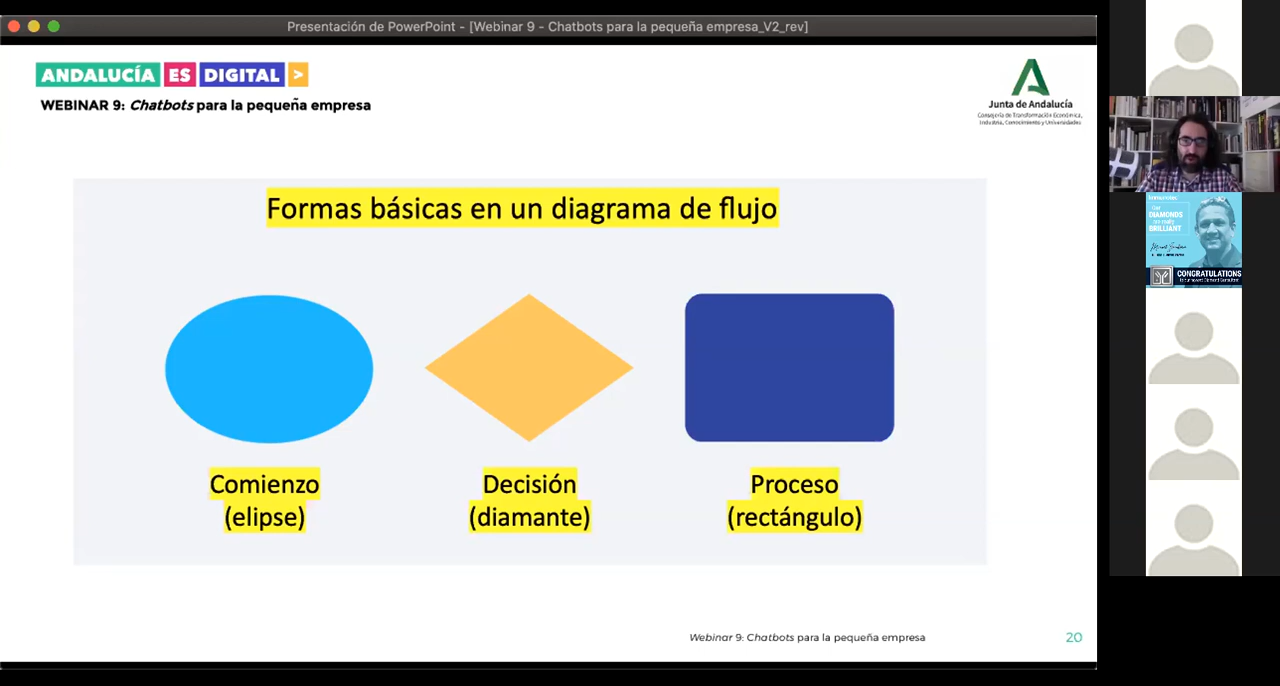 Presentación de PowerPoint - [Webinar 9 - Chatbots para la pequeña empresa_V2_rev]
ANDALUCÍA ES DIGITAL >
WEBINAR 9: Chatbots para la pequeña empresa
Junta de Andalucía
Consejería de Transformación Económica,
Industria, Conocimiento y Universidades
Formas básicas en un diagrama de flujo
Comienzo
(elipse)
Decisión
(diamante)
Proceso
(rectángulo)
Webinar 9: Chatbots para la pequeña empresa
20
DIAMONDS
BRILLIANT
CONGRATULATIONS